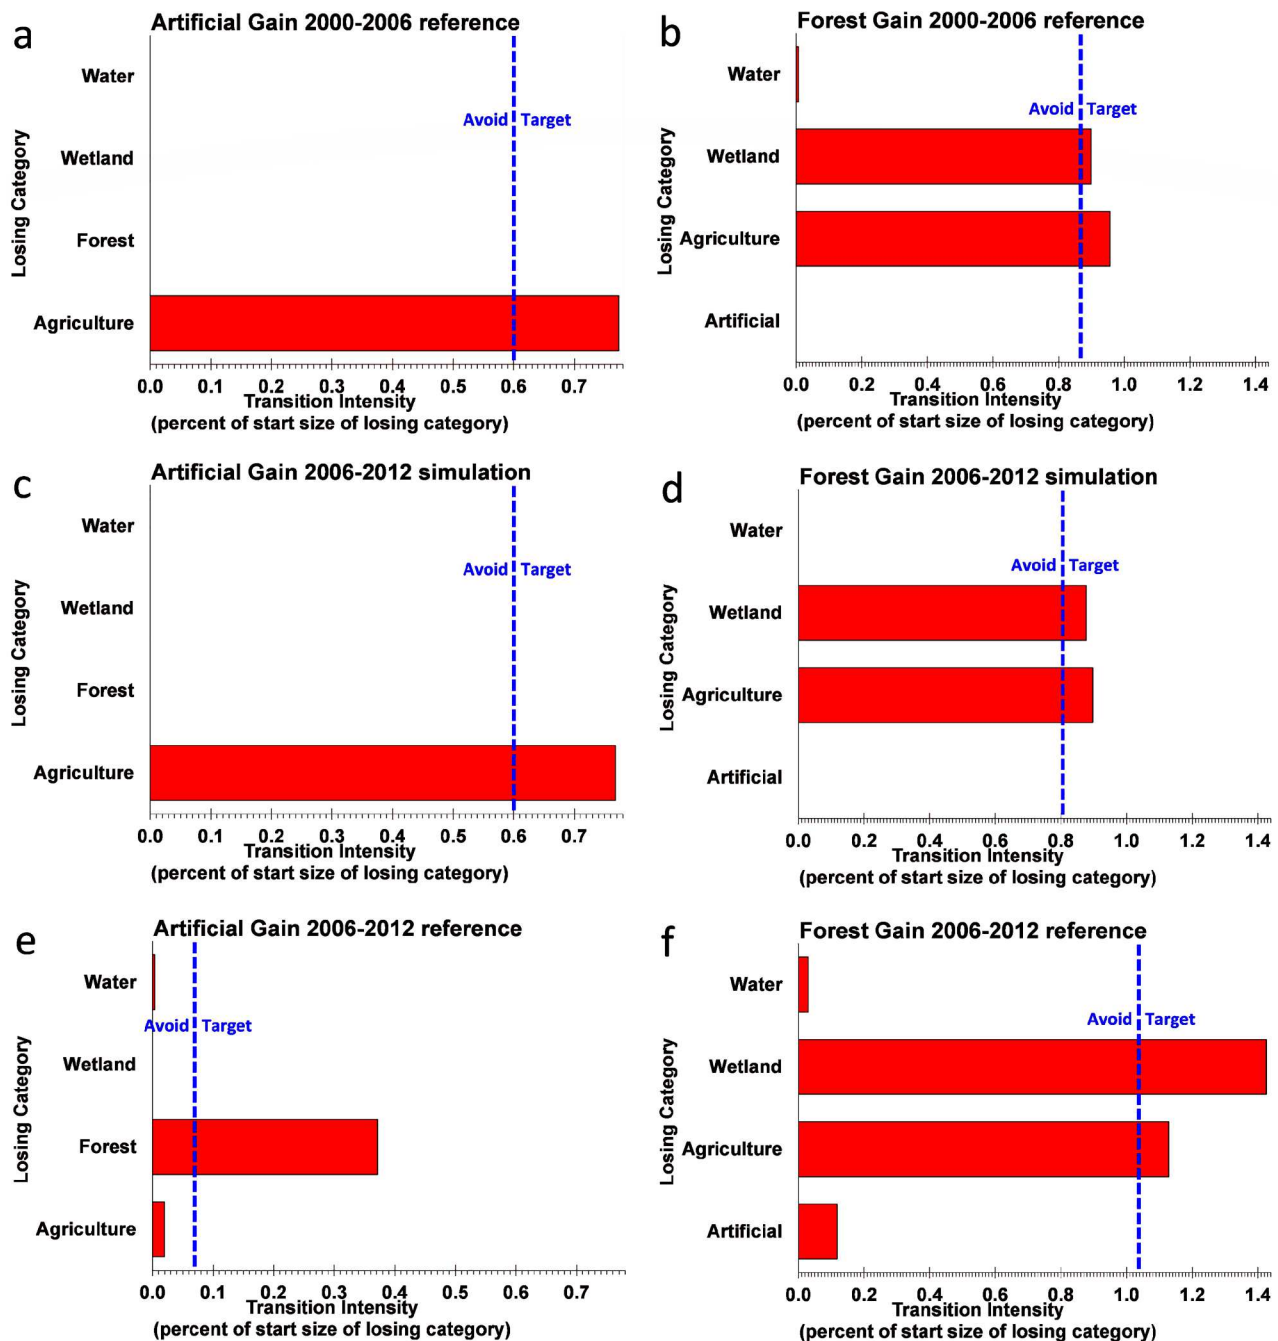 a
Artificial Gain 2000-2006 reference
Losing Category
Water
Avoid Target
Wetland
Forest
Agriculture
0.0 0.1 0.2 0.3 0.4 0.5 0.6 0.7
Transition Intensity
(percent of start size of losing category)
b
Forest Gain 2000-2006 reference
Losing Category
Water
Avoid Target
Wetland
Agriculture
Artificial
0.0 0.2 0.4 0.6 0.8 1.0 1.2 1.4
Transition Intensity
(percent of start size of losing category)
c
Artificial Gain 2006-2012 simulation
Losing Category
Water
Avoid Target
Wetland
Forest
Agriculture
0.0 0.1 0.2 0.3 0.4 0.5 0.6 0.7
Transition Intensity
(percent of start size of losing category)
d
Forest Gain 2006-2012 simulation
Losing Category
Water
Avoid Target
Wetland
Agriculture
Artificial
0.0 0.2 0.4 0.6 0.8 1.0 1.2 1.4
Transition Intensity
(percent of start size of losing category)
e
Artificial Gain 2006-2012 reference
Losing Category
Water
Avoid Target
Wetland
Forest
Agriculture
0.0 0.1 0.2 0.3 0.4 0.5 0.6 0.7
Transition Intensity
(percent of start size of losing category)
f
Forest Gain 2006-2012 reference
Losing Category
Water
Avoid Target
Wetland
Agriculture
Artificial
0.0 0.2 0.4 0.6 0.8 1.0 1.2 1.4
Transition Intensity
(percent of start size of losing category)